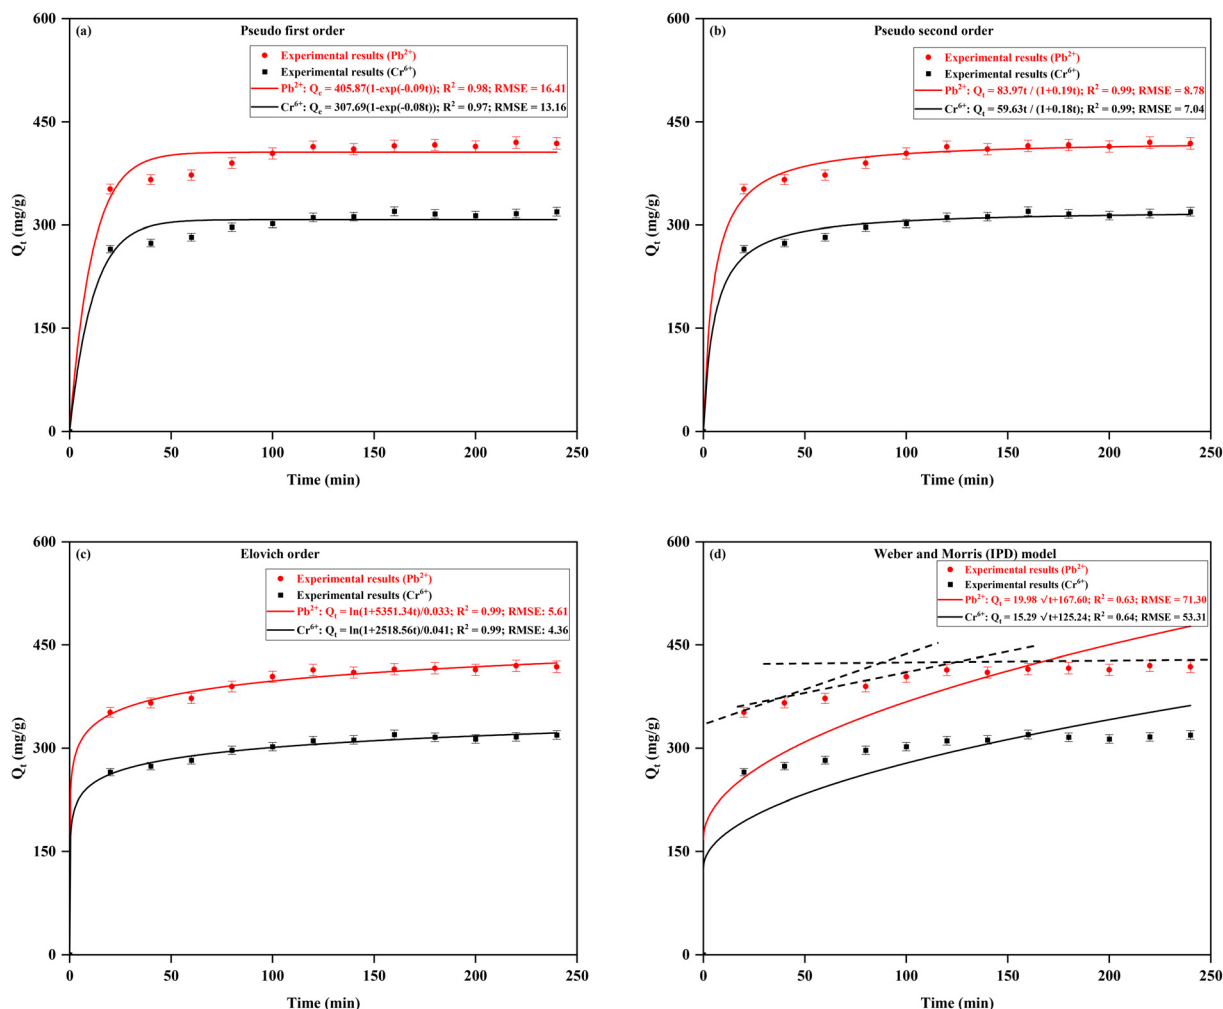 (a) Pseudo first order
Experimental results (Pb²⁺)
Experimental results (Cr⁶⁺)
Pb²⁺: Qₑ = 405.87(1-exp(-0.09t)); R² = 0.98; RMSE = 16.41
Cr⁶⁺: Qₑ = 307.69(1-exp(-0.08t)); R² = 0.97; RMSE = 13.16
600
450
300
150
0
Qₜ (mg/g)
0 50 100 150 200 250
Time (min)
(b) Pseudo second order
Experimental results (Pb²⁺)
Experimental results (Cr⁶⁺)
Pb²⁺: Qₜ = 83.97t / (1+0.19t); R² = 0.99; RMSE = 8.78
Cr⁶⁺: Qₜ = 59.63t / (1+0.18t); R² = 0.99; RMSE = 7.04
600
450
300
150
0
Qₜ (mg/g)
0 50 100 150 200 250
Time (min)
(c) Elovich order
Experimental results (Pb²⁺)
Experimental results (Cr⁶⁺)
Pb²⁺: Qₜ = ln(1+5351.34t)/0.033; R² = 0.99; RMSE: 5.61
Cr⁶⁺: Qₜ = ln(1+2518.56t)/0.041; R² = 0.99; RMSE: 4.36
600
450
300
150
0
Qₜ (mg/g)
0 50 100 150 200 250
Time (min)
(d) Weber and Morris (IPD) model
Experimental results (Pb²⁺)
Experimental results (Cr⁶⁺)
Pb²⁺: Qₜ = 19.98 √t+167.60; R² = 0.63; RMSE = 71.30
Cr⁶⁺: Qₜ = 15.29 √t+125.24; R² = 0.64; RMSE = 53.31
600
450
300
150
0
Qₜ (mg/g)
0 50 100 150 200 250
Time (min)